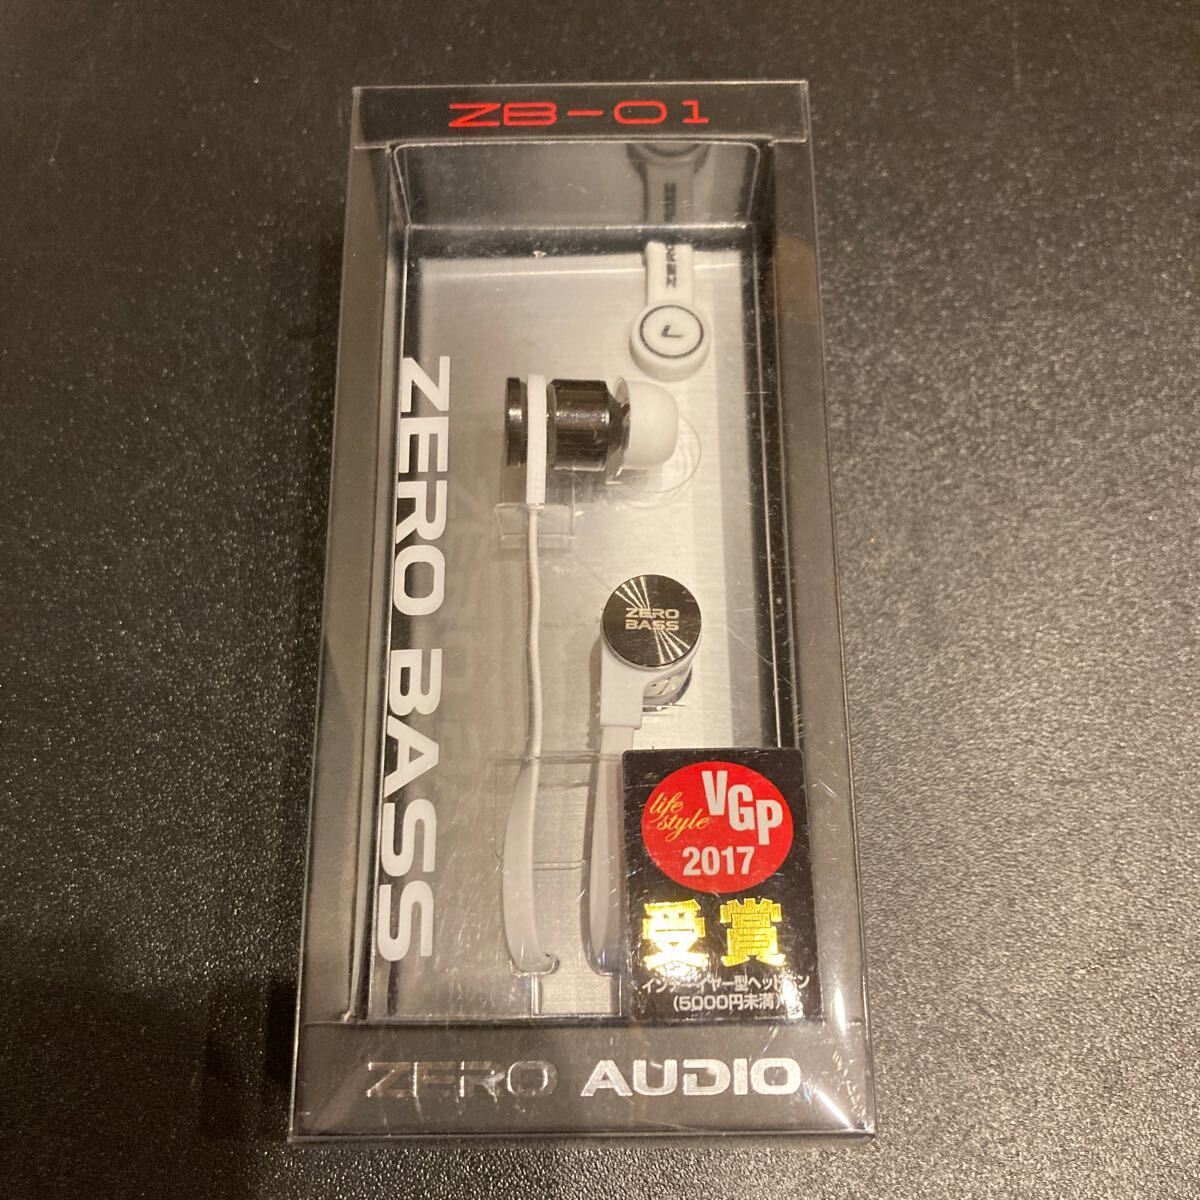 ZB-01
ZERO
ZERO BASS
ZERO
BASS
life
style
VGP
2017
受賞
インナーイヤー型ヘッドホン
(5000円未満)
ZERO AUDIO